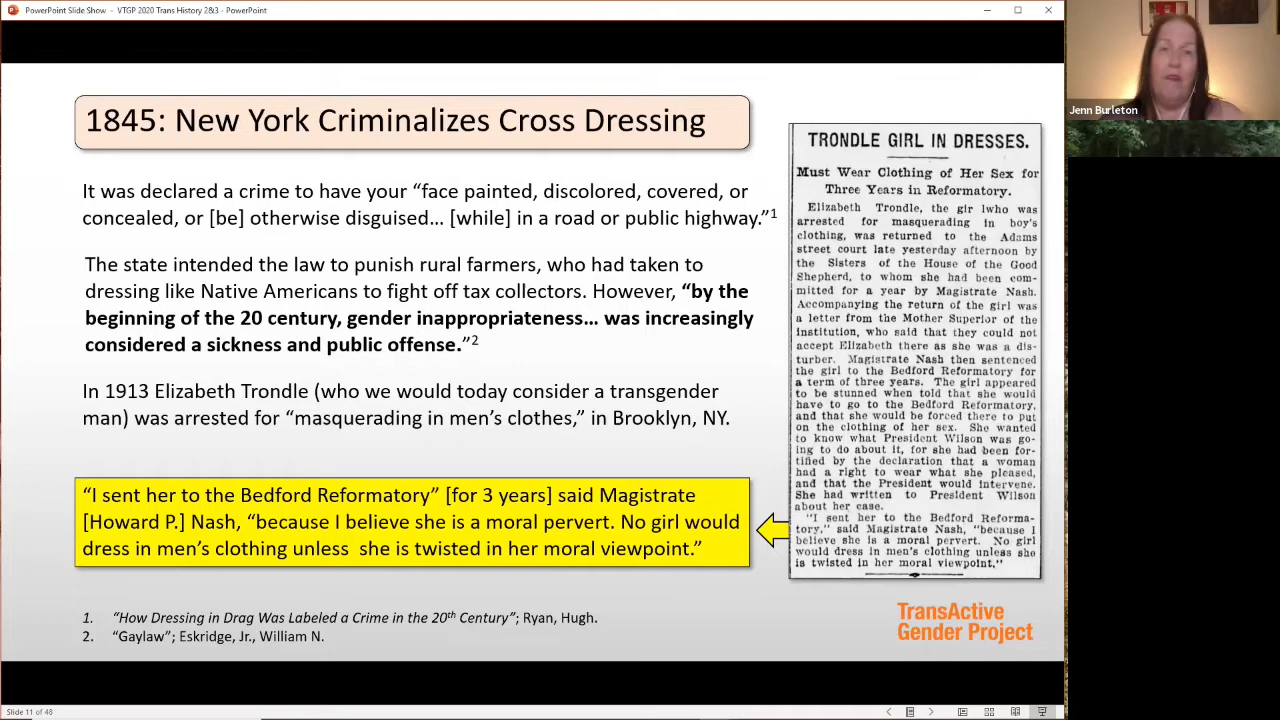 PowerPoint Slide Show - VTGP 2020 Trans History 2&3 - PowerPoint
Jenn Burleton
1845: New York Criminalizes Cross Dressing
It was declared a crime to have your “face painted, discolored, covered, or
concealed, or [be] otherwise disguised… [while] in a road or public highway.”1
The state intended the law to punish rural farmers, who had taken to
dressing like Native Americans to fight off tax collectors. However, “by the
beginning of the 20 century, gender inappropriateness… was increasingly
considered a sickness and public offense.”2
In 1913 Elizabeth Trondle (who we would today consider a transgender
man) was arrested for “masquerading in men’s clothes,” in Brooklyn, NY.
“I sent her to the Bedford Reformatory” [for 3 years] said Magistrate
[Howard P.] Nash, “because I believe she is a moral pervert. No girl would
dress in men’s clothing unless she is twisted in her moral viewpoint.”
TRONDLE GIRL IN DRESSES.
Must Wear Clothing of Her Sex for
Three Years in Reformatory.
Elizabeth Trondle, the gir lwho was
arrested for masquerading in boy's
clothing, was returned to the Adams
street court late yesterday afternoon by
the Sisters of the House of the Good
Shepherd, to whom she had been com-
mitted for a year by Magistrate Nash.
Accompanying the return of the girl was
a letter from the Mother Superior of the
institution, who said that they could not
accept Elizabeth there as she was a dis-
turber. Magistrate Nash then sentenced
the girl to the Bedford Reformatory for
a term of three years. The girl appeared
to be stunned when told that she would
have to go to the Bedford Reformatory,
and that she would be forced there to put
on the clothing of her sex. She wanted
to know what President Wilson was go-
ing to do about it, for she had been for-
tified by the declaration that a woman
had a right to wear what she pleased,
and that the President would intervene.
She had written to President Wilson
about her case.
"I sent her to the Bedford Reforma-
tory," said Magistrate Nash, "because I
believe she is a moral pervert. No girl
would dress in men's clothing unless she
is twisted in her moral viewpoint."
1. “How Dressing in Drag Was Labeled a Crime in the 20th Century”; Ryan, Hugh.
2. “Gaylaw”; Eskridge, Jr., William N.
TransActive
Gender Project
Slide 11 of 48